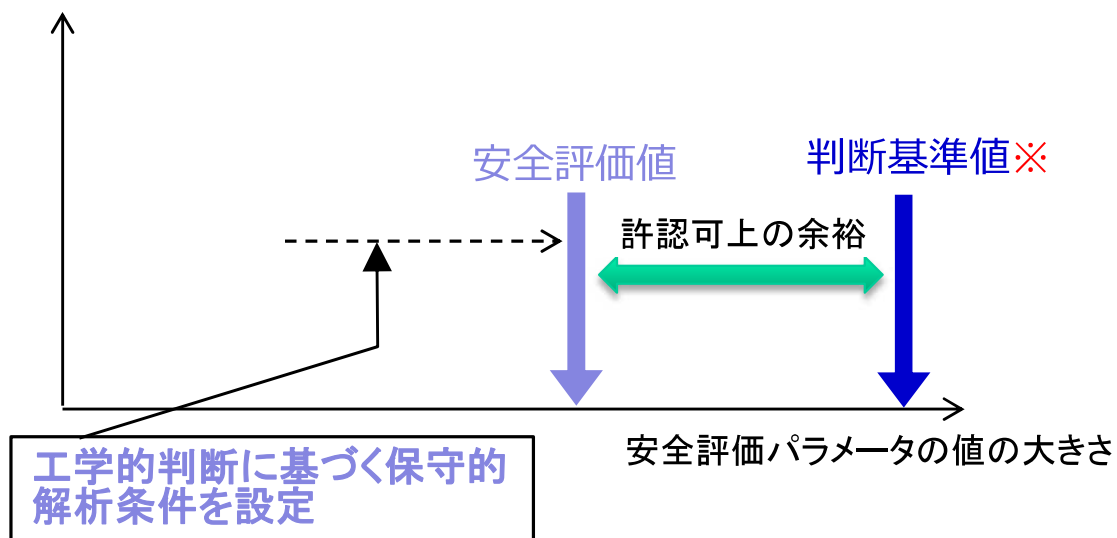 安全評価値
判断基準値※
許認可上の余裕
安全評価パラメータの値の大きさ
工学的判断に基づく保守的
解析条件を設定